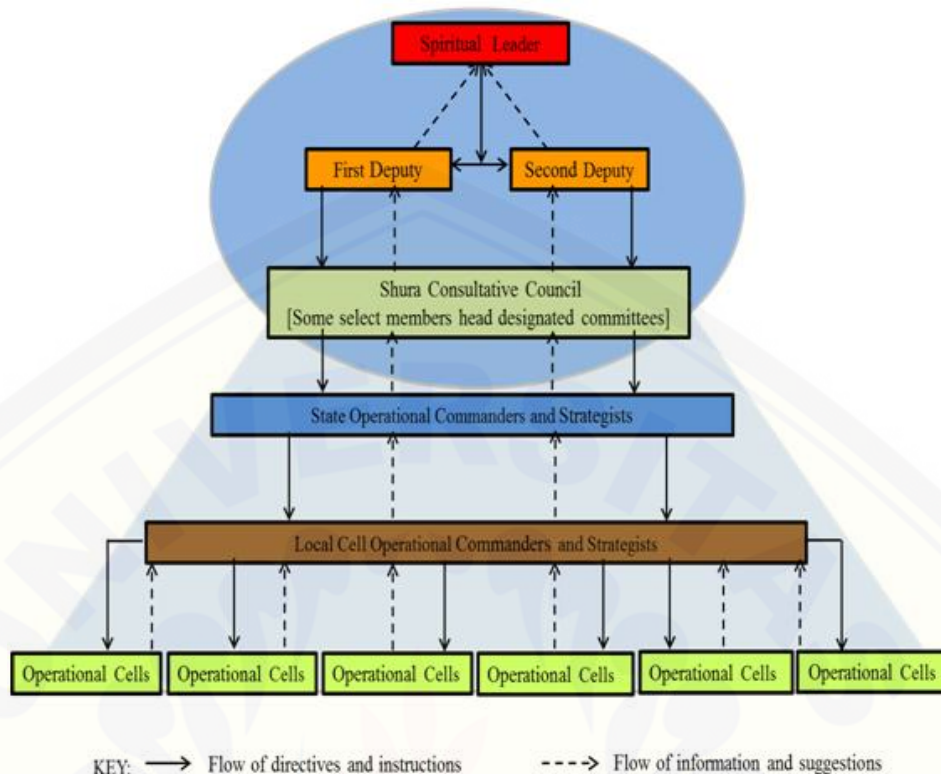 Spiritual Leader
First Deputy
Second Deputy
Shura Consultative Council
[Some select members head designated committees]
State Operational Commanders and Strategists
Local Cell Operational Commanders and Strategists
Operational Cells
Operational Cells
Operational Cells
Operational Cells
Operational Cells
Operational Cells
KEY: Flow of directives and instructions Flow of information and suggestions
UNIVERSITAS